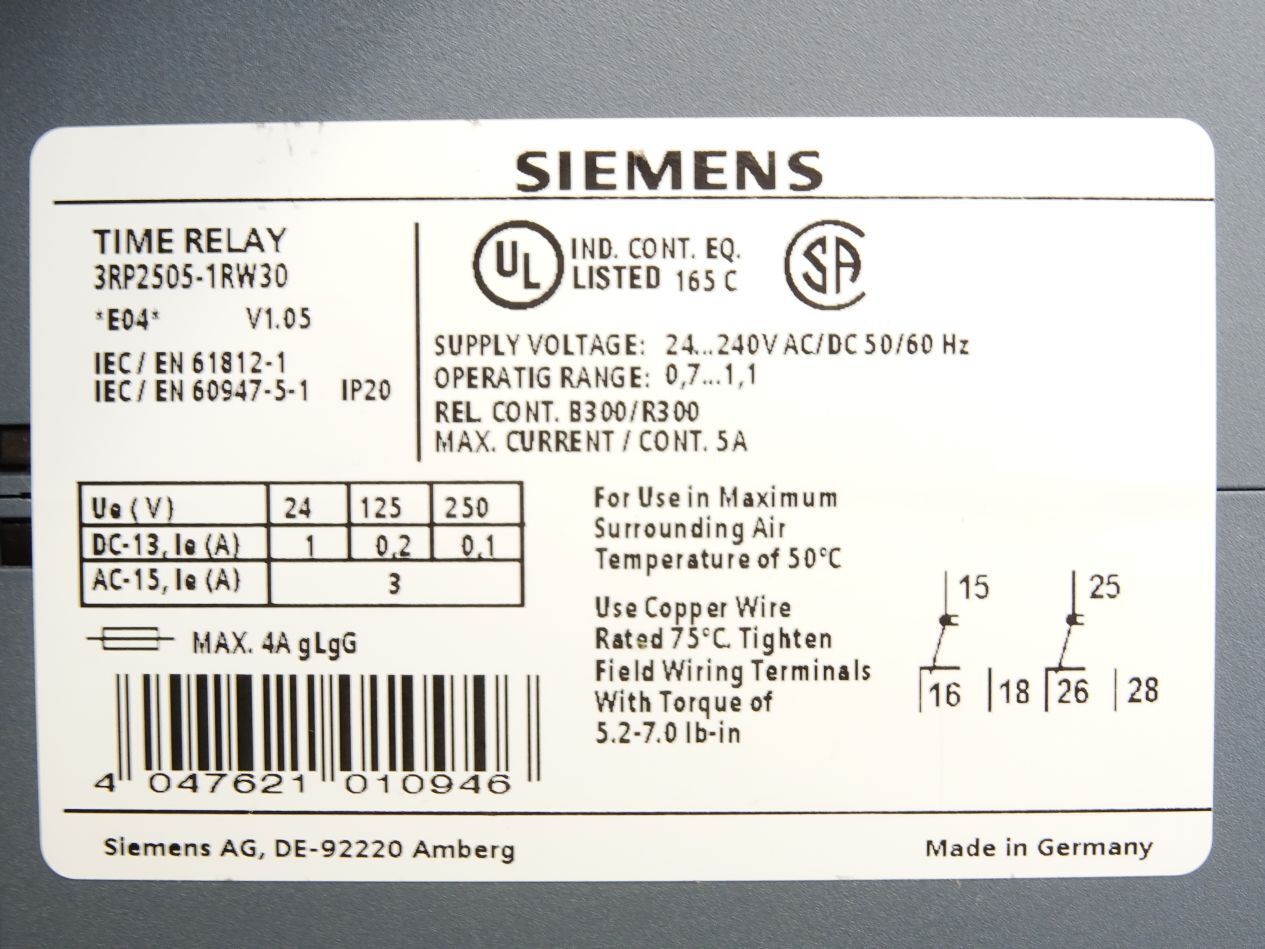 SIEMENS
TIME RELAY
3RP2505-1RW30
*E04* V1.05
IEC / EN 61812-1
IEC / EN 60947-5-1 IP20
UL IND. CONT. EQ.
LISTED 165 C
SA
SUPPLY VOLTAGE: 24...240V AC/DC 50/60 Hz
OPERATIG RANGE: 0,7...1,1
REL. CONT. B300/R300
MAX. CURRENT / CONT. 5A
Ue (V) 24 125 250
DC-13, Ie (A) 1 0,2 0,1
AC-15, Ie (A) 3
MAX. 4A gLgG
4 047621 010946
For Use in Maximum
Surrounding Air
Temperature of 50°C
Use Copper Wire
Rated 75°C. Tighten
Field Wiring Terminals
With Torque of
5.2-7.0 lb-in
15 25
16 18 26 28
Siemens AG, DE-92220 Amberg
Made in Germany